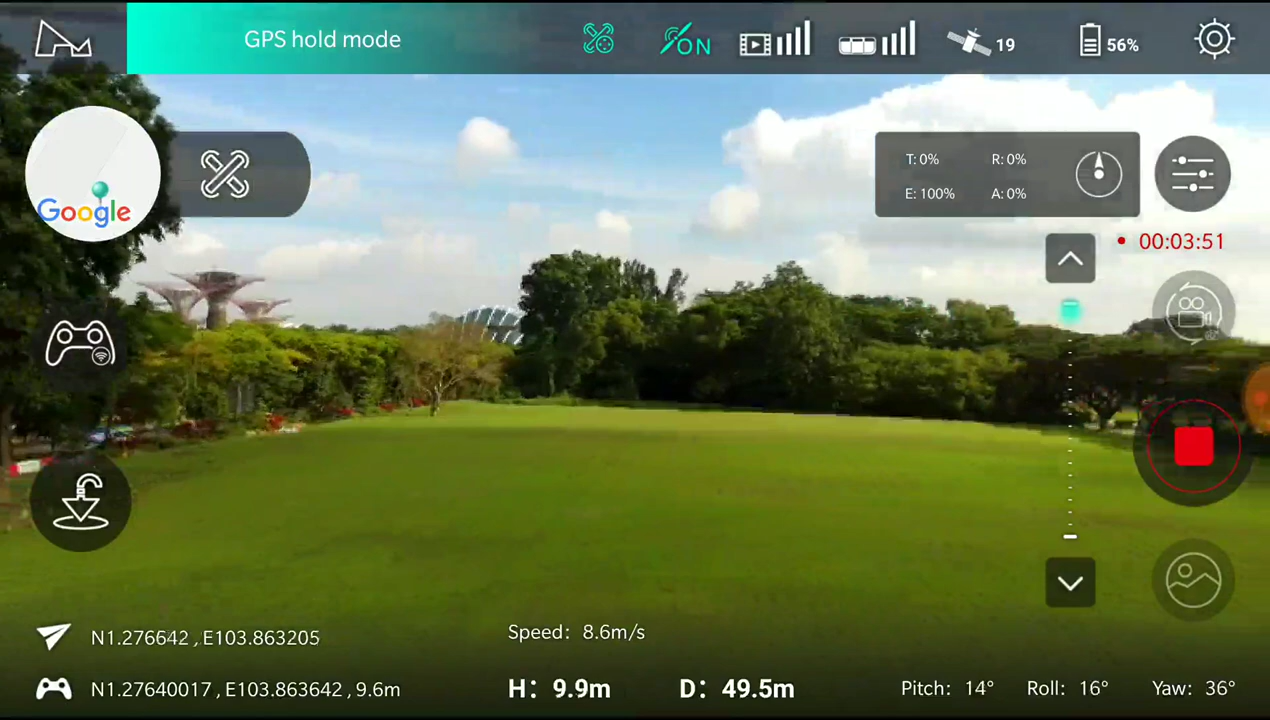 GPS hold mode
ON
19
56%
Google
T: 0% R: 0%
E: 100% A: 0%
00:03:51
N1.276642 , E103.863205
Speed: 8.6m/s
N1.27640017 , E103.863642 , 9.6m
H: 9.9m
D: 49.5m
Pitch: 14° Roll: 16° Yaw: 36°